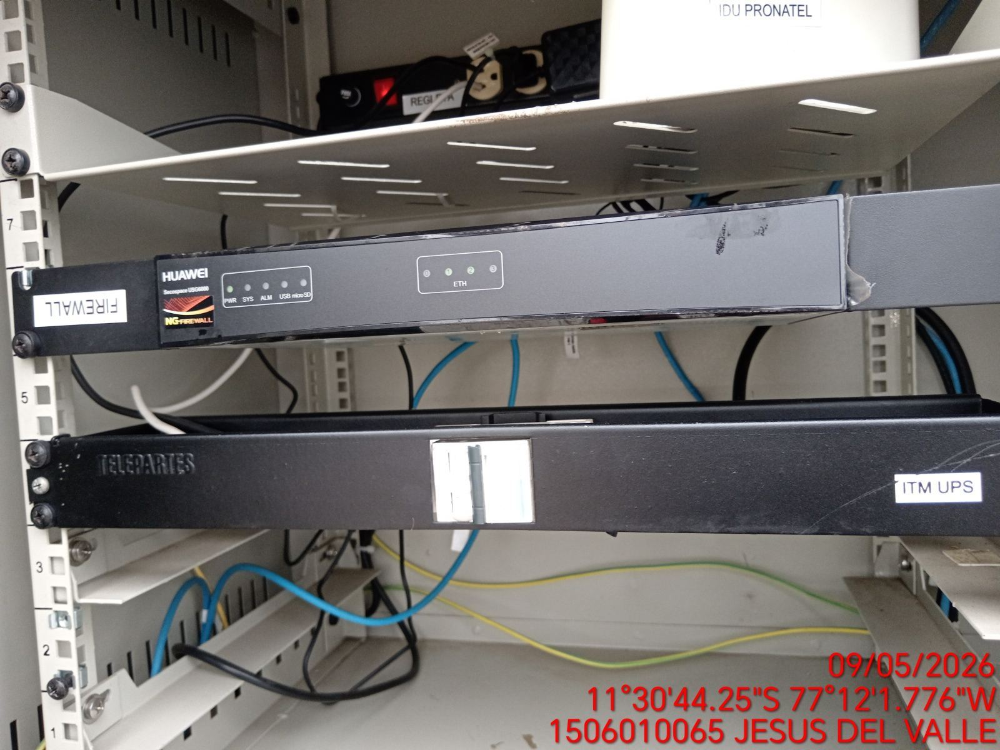 IDU PRONATEL
REGLETA
7
HUAWEI
Secospace USG6000
NG-FIREWALL
PWR SYS ALM USB microSD
0 1 2 3
ETH
FIREWALL
5
TELEPARTES
ITM UPS
3
2
1
09/05/2026
11°30'44.25"S 77°12'1.776"W
1506010065 JESUS DEL VALLE